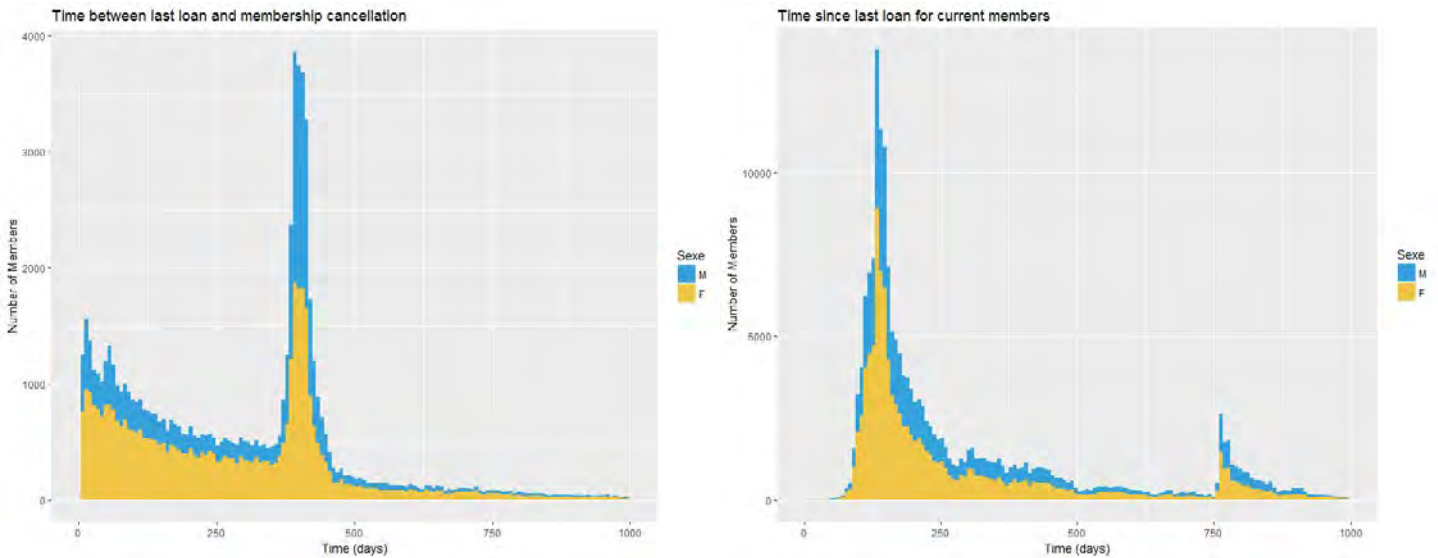 Time between last loan and membership cancellation
4000
3000
2000
1000
0
Number of Members
0 250 500 750 1000
Time (days)
Sexe
M
F
Time since last loan for current members
10000
5000
0
Number of Members
0 250 500 750 1000
Time (days)
Sexe
M
F